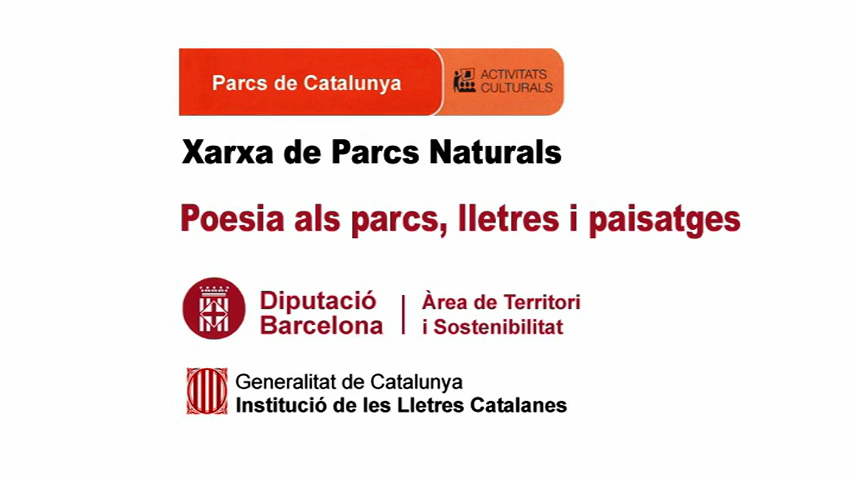 Parcs de Catalunya
ACTIVITATS
CULTURALS
Xarxa de Parcs Naturals
Poesia als parcs, lletres i paisatges
Diputació
Barcelona
Àrea de Territori
i Sostenibilitat
Generalitat de Catalunya
Institució de les Lletres Catalanes